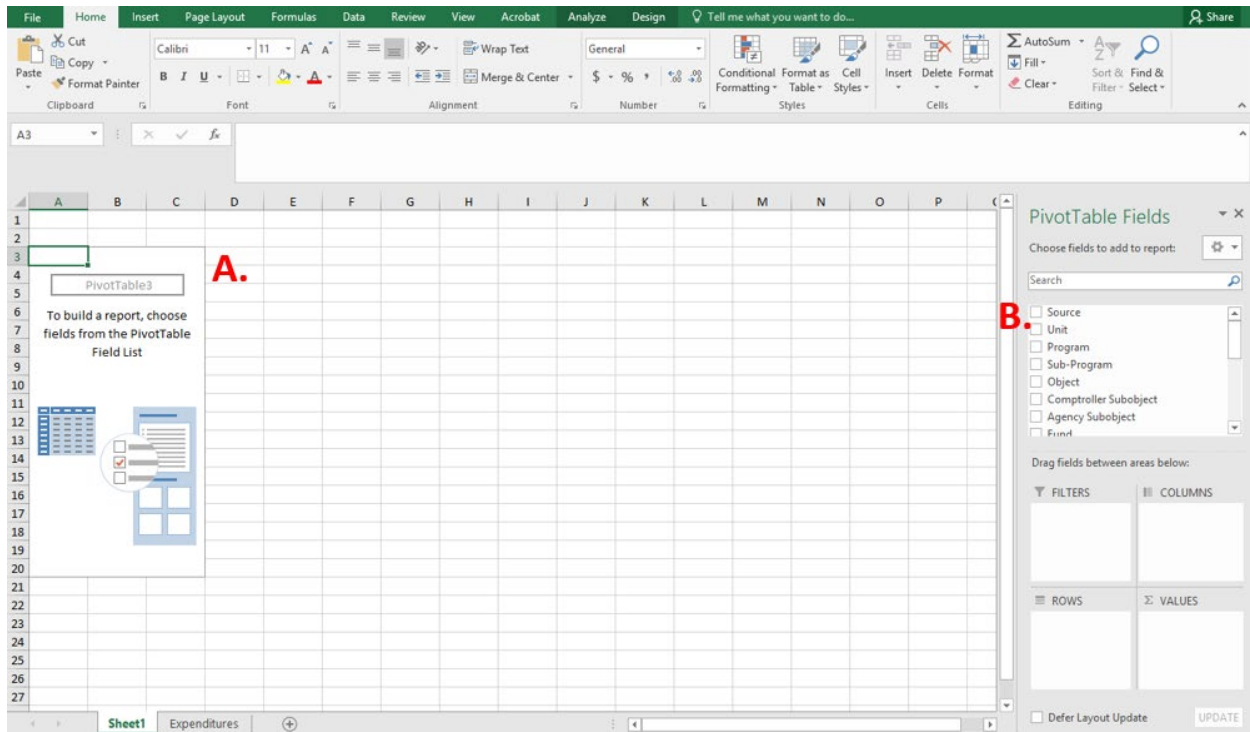 File Home Insert Page Layout Formulas Data Review View Acrobat Analyze Design Tell me what you want to do... Share
Paste
Cut
Copy
Format Painter
Clipboard
Calibri 11 A A
B I U A
Font
Wrap Text
Merge & Center
Alignment
General
$ % , .0 .00 .00 .0
Number
Conditional Formatting
Format as Table
Cell Styles
Styles
Insert Delete Format
Cells
Σ AutoSum
Fill
Clear
A Z
Sort & Filter
Find & Select
Editing
A3 fx
A B C D E F G H I J K L M N O P
1
2
3
4
5
6
7
8
9
10
11
12
13
14
15
16
17
18
19
20
21
22
23
24
25
26
27
A.
PivotTable3
To build a report, choose
fields from the PivotTable
Field List
B.
PivotTable Fields
Choose fields to add to report:
Search
Source
Unit
Program
Sub-Program
Object
Comptroller Subobject
Agency Subobject
Fund
Drag fields between areas below:
FILTERS COLUMNS
ROWS Σ VALUES
Defer Layout Update UPDATE
Sheet1 Expenditures